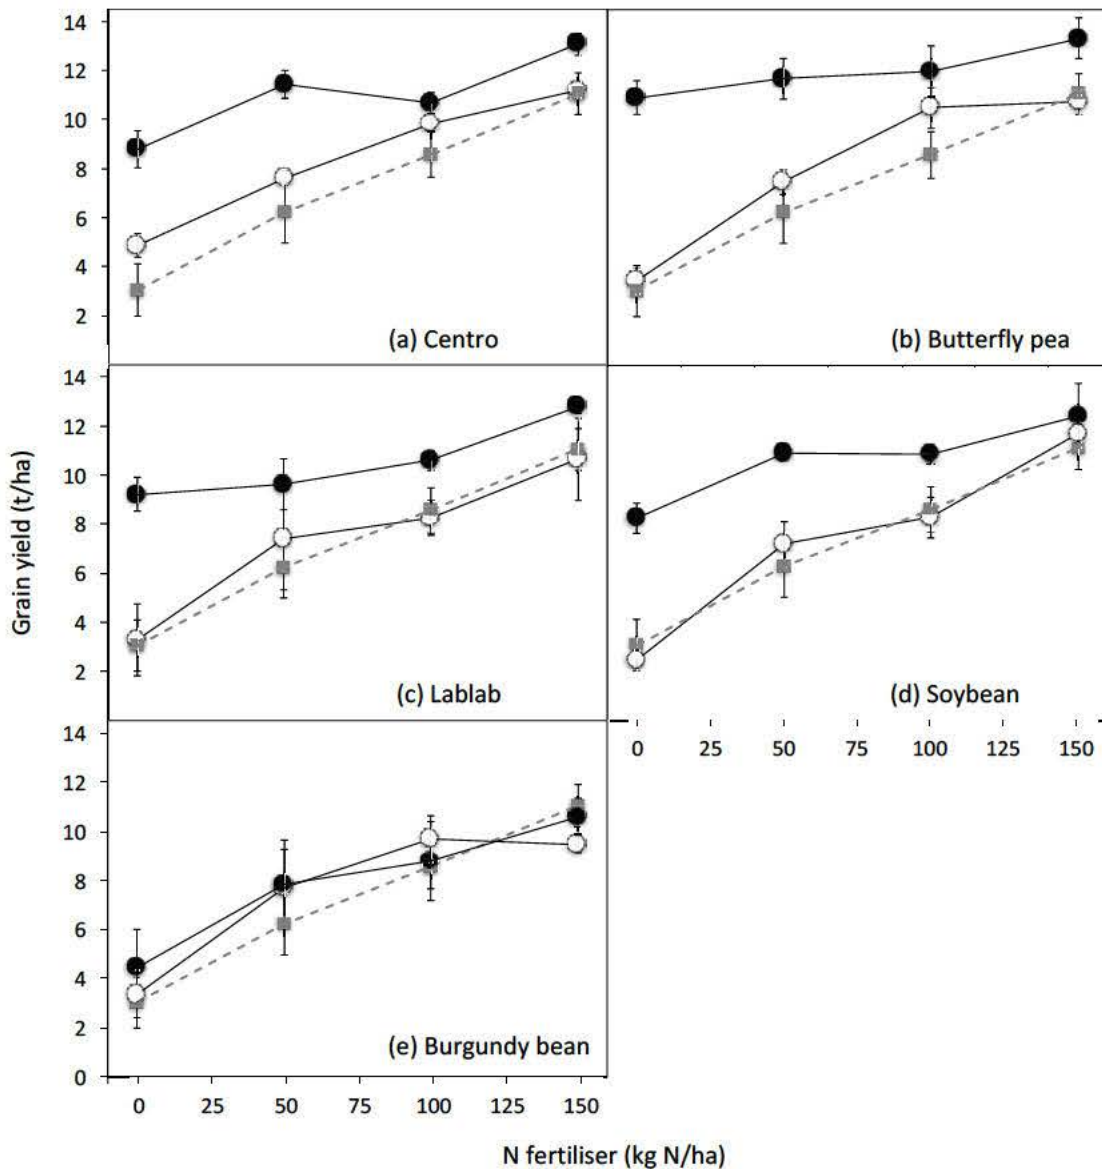 14
12
10
8
6
4
2
(a) Centro
(b) Butterfly pea
14
12
10
8
6
4
2
(c) Lablab
(d) Soybean
0 25 50 75 100 125 150
14
12
10
8
6
4
2
0
(e) Burgundy bean
0 25 50 75 100 125 150
Grain yield (t/ha)
N fertiliser (kg N/ha)